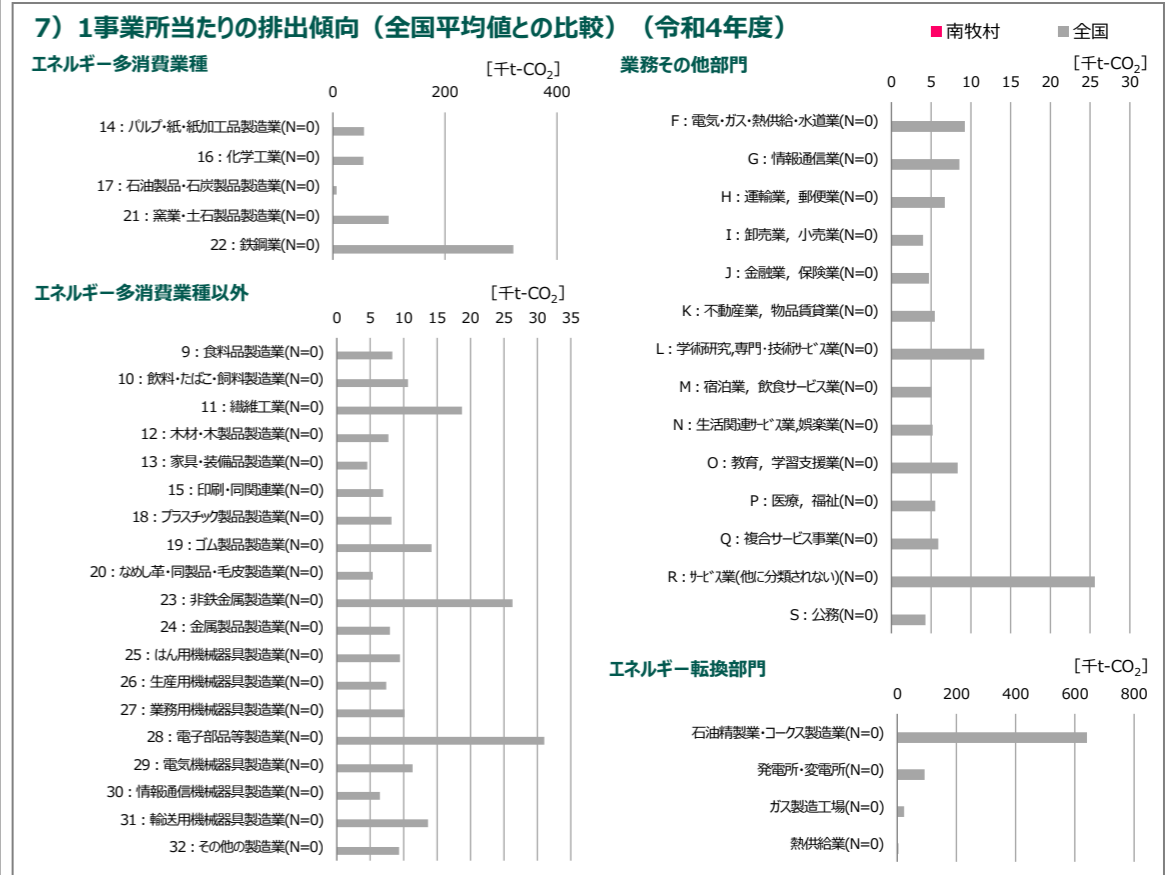 7）1事業所当たりの排出傾向（全国平均値との比較）（令和4年度）
南牧村
全国
エネルギー多消費業種
[千t-CO₂]
0 200 400
14：パルプ・紙・紙加工品製造業(N=0)
16：化学工業(N=0)
17：石油製品・石炭製品製造業(N=0)
21：窯業・土石製品製造業(N=0)
22：鉄鋼業(N=0)
エネルギー多消費業種以外
[千t-CO₂]
0 5 10 15 20 25 30 35
9：食料品製造業(N=0)
10：飲料・たばこ・飼料製造業(N=0)
11：繊維工業(N=0)
12：木材・木製品製造業(N=0)
13：家具・装備品製造業(N=0)
15：印刷・同関連業(N=0)
18：プラスチック製品製造業(N=0)
19：ゴム製品製造業(N=0)
20：なめし革・同製品・毛皮製造業(N=0)
23：非鉄金属製造業(N=0)
24：金属製品製造業(N=0)
25：はん用機械器具製造業(N=0)
26：生産用機械器具製造業(N=0)
27：業務用機械器具製造業(N=0)
28：電子部品等製造業(N=0)
29：電気機械器具製造業(N=0)
30：情報通信機械器具製造業(N=0)
31：輸送用機械器具製造業(N=0)
32：その他の製造業(N=0)
業務その他部門
[千t-CO₂]
0 5 10 15 20 25 30
F：電気・ガス・熱供給・水道業(N=0)
G：情報通信業(N=0)
H：運輸業，郵便業(N=0)
I：卸売業，小売業(N=0)
J：金融業，保険業(N=0)
K：不動産業，物品賃貸業(N=0)
L：学術研究,専門・技術ｻｰﾋﾞｽ業(N=0)
M：宿泊業，飲食サービス業(N=0)
N：生活関連ｻｰﾋﾞｽ業,娯楽業(N=0)
O：教育，学習支援業(N=0)
P：医療，福祉(N=0)
Q：複合サービス事業(N=0)
R：ｻｰﾋﾞｽ業(他に分類されない)(N=0)
S：公務(N=0)
エネルギー転換部門
[千t-CO₂]
0 200 400 600 800
石油精製業・コークス製造業(N=0)
発電所・変電所(N=0)
ガス製造工場(N=0)
熱供給業(N=0)